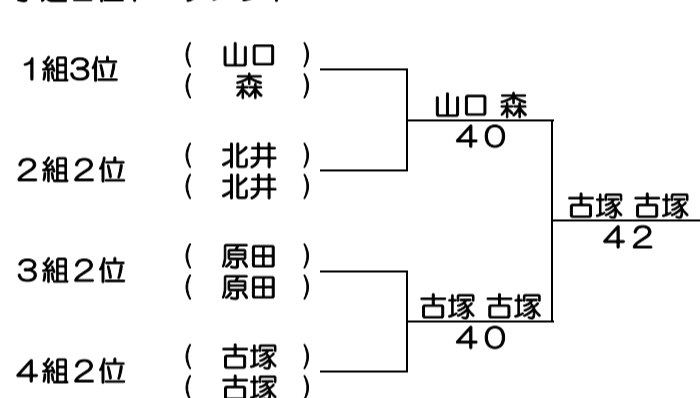 1組3位 ( 山口 )
( 森 )
山口 森
40
2組2位 ( 北井 )
( 北井 )
古塚 古塚
42
3組2位 ( 原田 )
( 原田 )
古塚 古塚
40
4組2位 ( 古塚 )
( 古塚 )